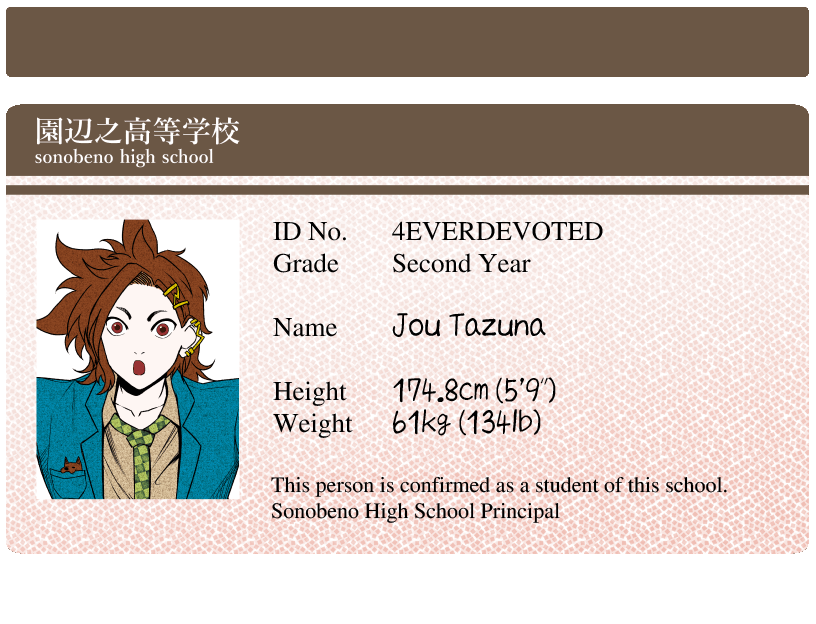 園辺之高等学校
sonobeno high school
ID No. 4EVERDEVOTED
Grade Second Year
Name Jou Tazuna
Height 174.8cm (5'9")
Weight 61kg (134lb)
This person is confirmed as a student of this school.
Sonobeno High School Principal